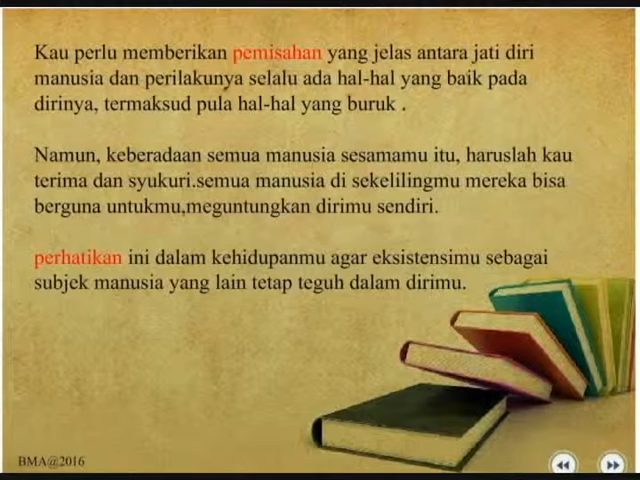 Kau perlu memberikan pemisahan yang jelas antara jati diri
manusia dan perilakunya selalu ada hal-hal yang baik pada
dirinya, termaksud pula hal-hal yang buruk .
Namun, keberadaan semua manusia sesamamu itu, haruslah kau
terima dan syukuri.semua manusia di sekelilingmu mereka bisa
berguna untukmu,meguntungkan dirimu sendiri.
perhatikan ini dalam kehidupanmu agar eksistensimu sebagai
subjek manusia yang lain tetap teguh dalam dirimu.
BMA@2016